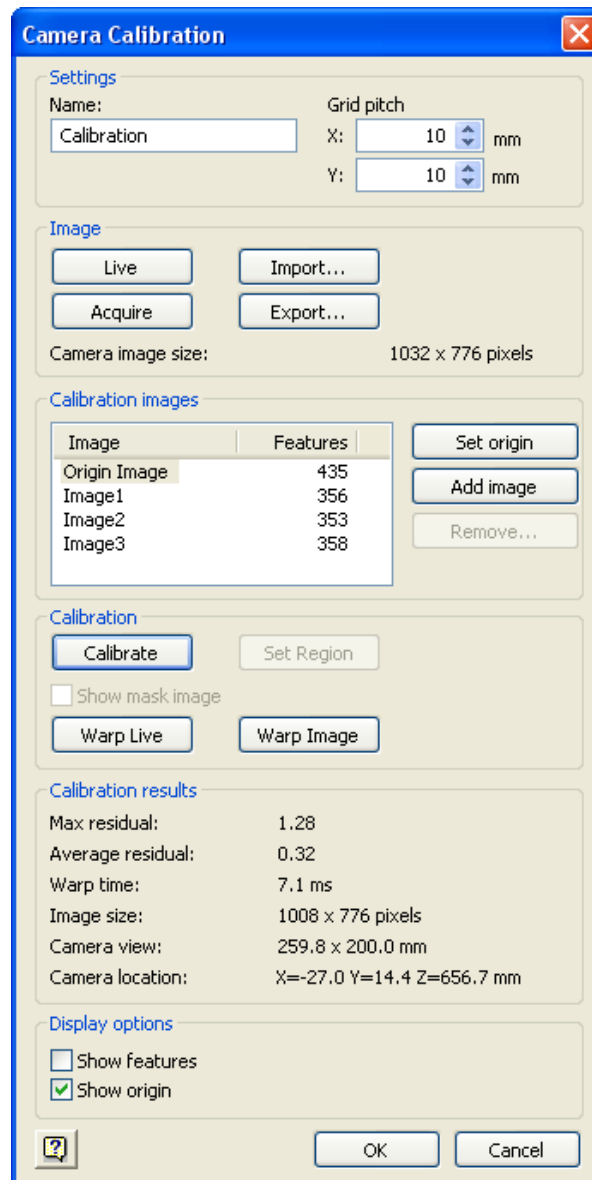 Camera Calibration
Settings
Name:
Calibration
Grid pitch
X: 10 mm
Y: 10 mm
Image
Live
Import...
Acquire
Export...
Camera image size: 1032 x 776 pixels
Calibration images
Image Features
Origin Image 435
Image1 356
Image2 353
Image3 358
Set origin
Add image
Remove...
Calibration
Calibrate
Set Region
Show mask image
Warp Live
Warp Image
Calibration results
Max residual: 1.28
Average residual: 0.32
Warp time: 7.1 ms
Image size: 1008 x 776 pixels
Camera view: 259.8 x 200.0 mm
Camera location: X=-27.0 Y=14.4 Z=656.7 mm
Display options
Show features
Show origin
?
OK
Cancel